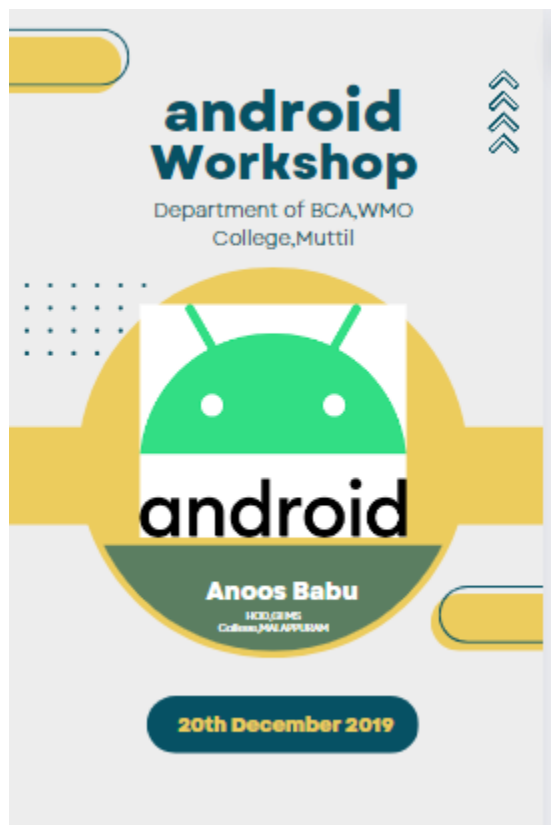 android
Workshop
Department of BCA,WMO
College,Muttil
android
Anoos Babu
HOD,GEMS
College,MALAPPURAM
20th December 2019